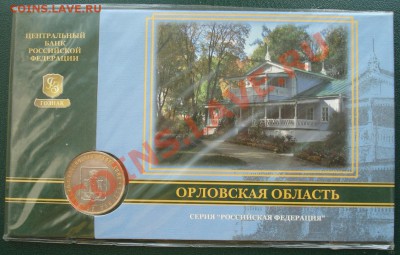 COINS.LAVE.RU
ЦЕНТРАЛЬНЫЙ
БАНК
РОССИЙСКОЙ
ФЕДЕРАЦИИ
ГОЗНАК
COINS.LAVE.RU
ОРЛОВСКАЯ ОБЛАСТЬ
СЕРИЯ "РОССИЙСКАЯ ФЕДЕРАЦИЯ"
COINS.LAVE.RU